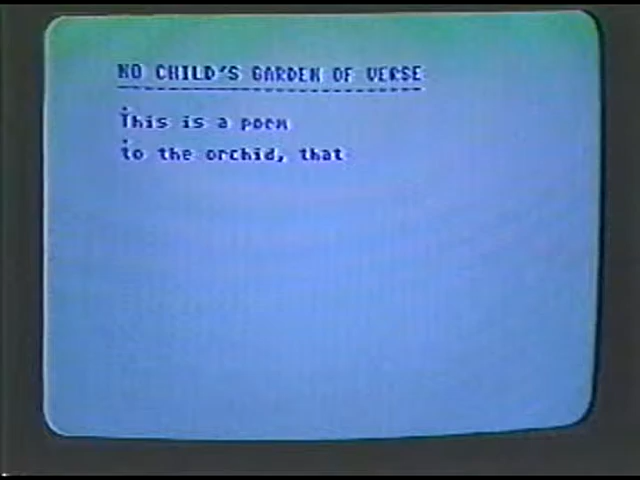 NO CHILD'S GARDEN OF VERSE
This is a poem
to the orchid, that